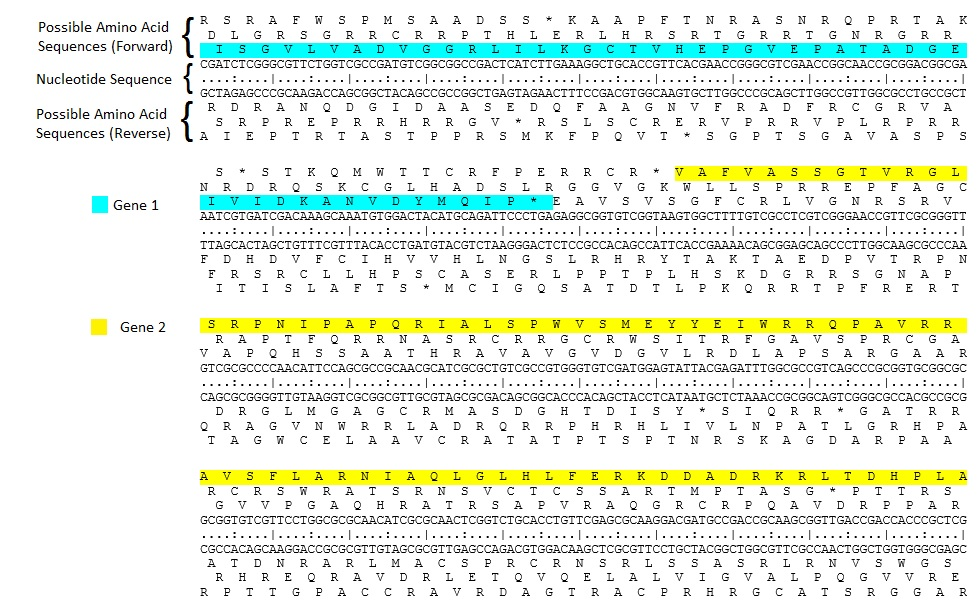 Possible Amino Acid
Sequences (Forward)
R S R A F W S P M S A A D S S * K A A P F T N R A S N R Q P R T A K
D L G R S G R R C R R P T H L E R L H R S R T G R R T G N R G R R
I S G V L V A D V G G R L I L K G C T V H E P G V E P A T A D G E
Nucleotide Sequence
CGATCTCGGGCGTTCTGGTCGCCGATGTCGGCGGCCGACTCATCTTGAAAGGCTGCACCGTTCACGAACCGGGCGTCGAACCGGCAACCGCGGACGGCGA
....:....|....:....|....:....|....:....|....:....|....:....|....:....|....:....|....:....|....:....
GCTAGAGCCCGCAAGACCAGCGGCTACAGCCGCCGGCTGAGTAGAACTTTCCGACGTGGCAAGTGCTTGGCCCGCAGCTTGGCCGTTGGCGCCTGCCGCT
Possible Amino Acid
Sequences (Reverse)
R D R A N Q D G I D A A S E D Q F A A G N V F R A D F R C G R V A
S R P R E P R R H R R G V * R S L S C R E R V P R R V P L R P R R
A I E P T R T A S T P P R S M K F P Q V T * S G P T S G A V A S P S
S * S T K Q M W T T C R F P E R R C R * V A F V A S S G T V R G L
N R D R Q S K C G L H A D S L R G G V G K W L L S P R R E P F A G C
Gene 1
I V I D K A N V D Y M Q I P * E A V S V S G F C R L V G N R S R V
AATCGTGATCGACAAAGCAAATGTGGACTACATGCAGATTCCCTGAGAGGCGGTGTCGGTAAGTGGCTTTTGTCGCCTCGTCGGGAACCGTTCGCGGGTT
....:....|....:....|....:....|....:....|....:....|....:....|....:....|....:....|....:....|....:....
TTAGCACTAGCTGTTTCGTTTACACCTGATGTACGTCTAAGGGACTCTCCGCCACAGCCATTCACCGAAAACAGCGGAGCAGCCCTTGGCAAGCGCCCAA
F D H D V F C I H V V H L N G S L R H R Y T A K T A E D P V T R P N
F R S R C L L H P S C A S E R L P P T P L H S K D G R R S G N A P
I T I S L A F T S * M C I G Q S A T D T L P K Q R R T P F R E R T
Gene 2
S R P N I P A P Q R I A L S P W V S M E Y Y E I W R R Q P A V R R
R A P T F Q R R N A S R C R R G C R W S I T R F G A V S P R C G A
V A P Q H S S A A T H R A V A V G V D G V L R D L A P S A R G A A R
GTCGCGCCCCAACATTCCAGCGCCGCAACGCATCGCGCTGTCGCCGTGGGTGTCGATGGAGTATTACGAGATTTGGCGCCGTCAGCCCGCGGTGCGGCGC
....:....|....:....|....:....|....:....|....:....|....:....|....:....|....:....|....:....|....:....
CAGCGCGGGGTTGTAAGGTCGCGGCGTTGCGTAGCGCGACAGCGGCACCCACAGCTACCTCATAATGCTCTAAACCGCGGCAGTCGGGCGCCACGCCGCG
D R G L M G A G C R M A S D G H T D I S Y * S I Q R R * G A T R R
Q R A G V N W R R L A D R Q R R P H R H L I V L N P A T L G R H P A
T A G W C E L A A V C R A T A T P T S P T N R S K A G D A R P A A
A V S F L A R N I A Q L G L H L F E R K D D A D R K R L T D H P L A
R C R S W R A T S R N S V C T C S S A R T M P T A S G * P T T R S
G V V P G A Q H R A T R S A P V R A Q G R C R P Q A V D R P P A R
GCGGTGTCGTTCCTGGCGCGCAACATCGCGCAACTCGGTCTGCACCTGTTCGAGCGCAAGGACGATGCCGACCGCAAGCGGTTGACCGACCACCCGCTCG
....:....|....:....|....:....|....:....|....:....|....:....|....:....|....:....|....:....|....:....
CGCCACAGCAAGGACCGCGCGTTGTAGCGCGTTGAGCCAGACGTGGACAAGCTCGCGTTCCTGCTACGGCTGGCGTTCGCCAACTGGCTGGTGGGCGAGC
A T D N R A R L M A C S P R C R N S R L S S A S R L R N V S W G S
R H R E Q R A V D R L E T Q V Q E L A L V I G V A L P Q G V V R E
R P T T G P A C C R A V R D A G T R A C P R H R G C A T S R G G A R